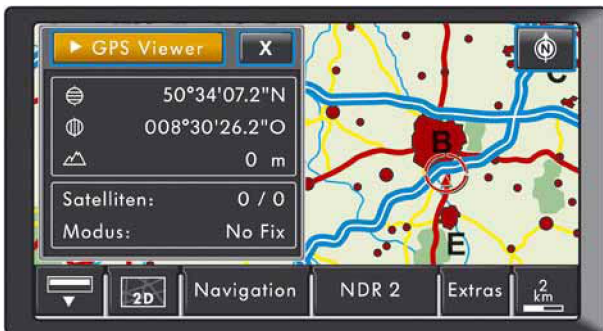 GPS Viewer X
50°34'07.2"N
008°30'26.2"O
0 m
Satelliten: 0 / 0
Modus: No Fix
N
C
B
E
2D Navigation NDR 2 Extras 2 km